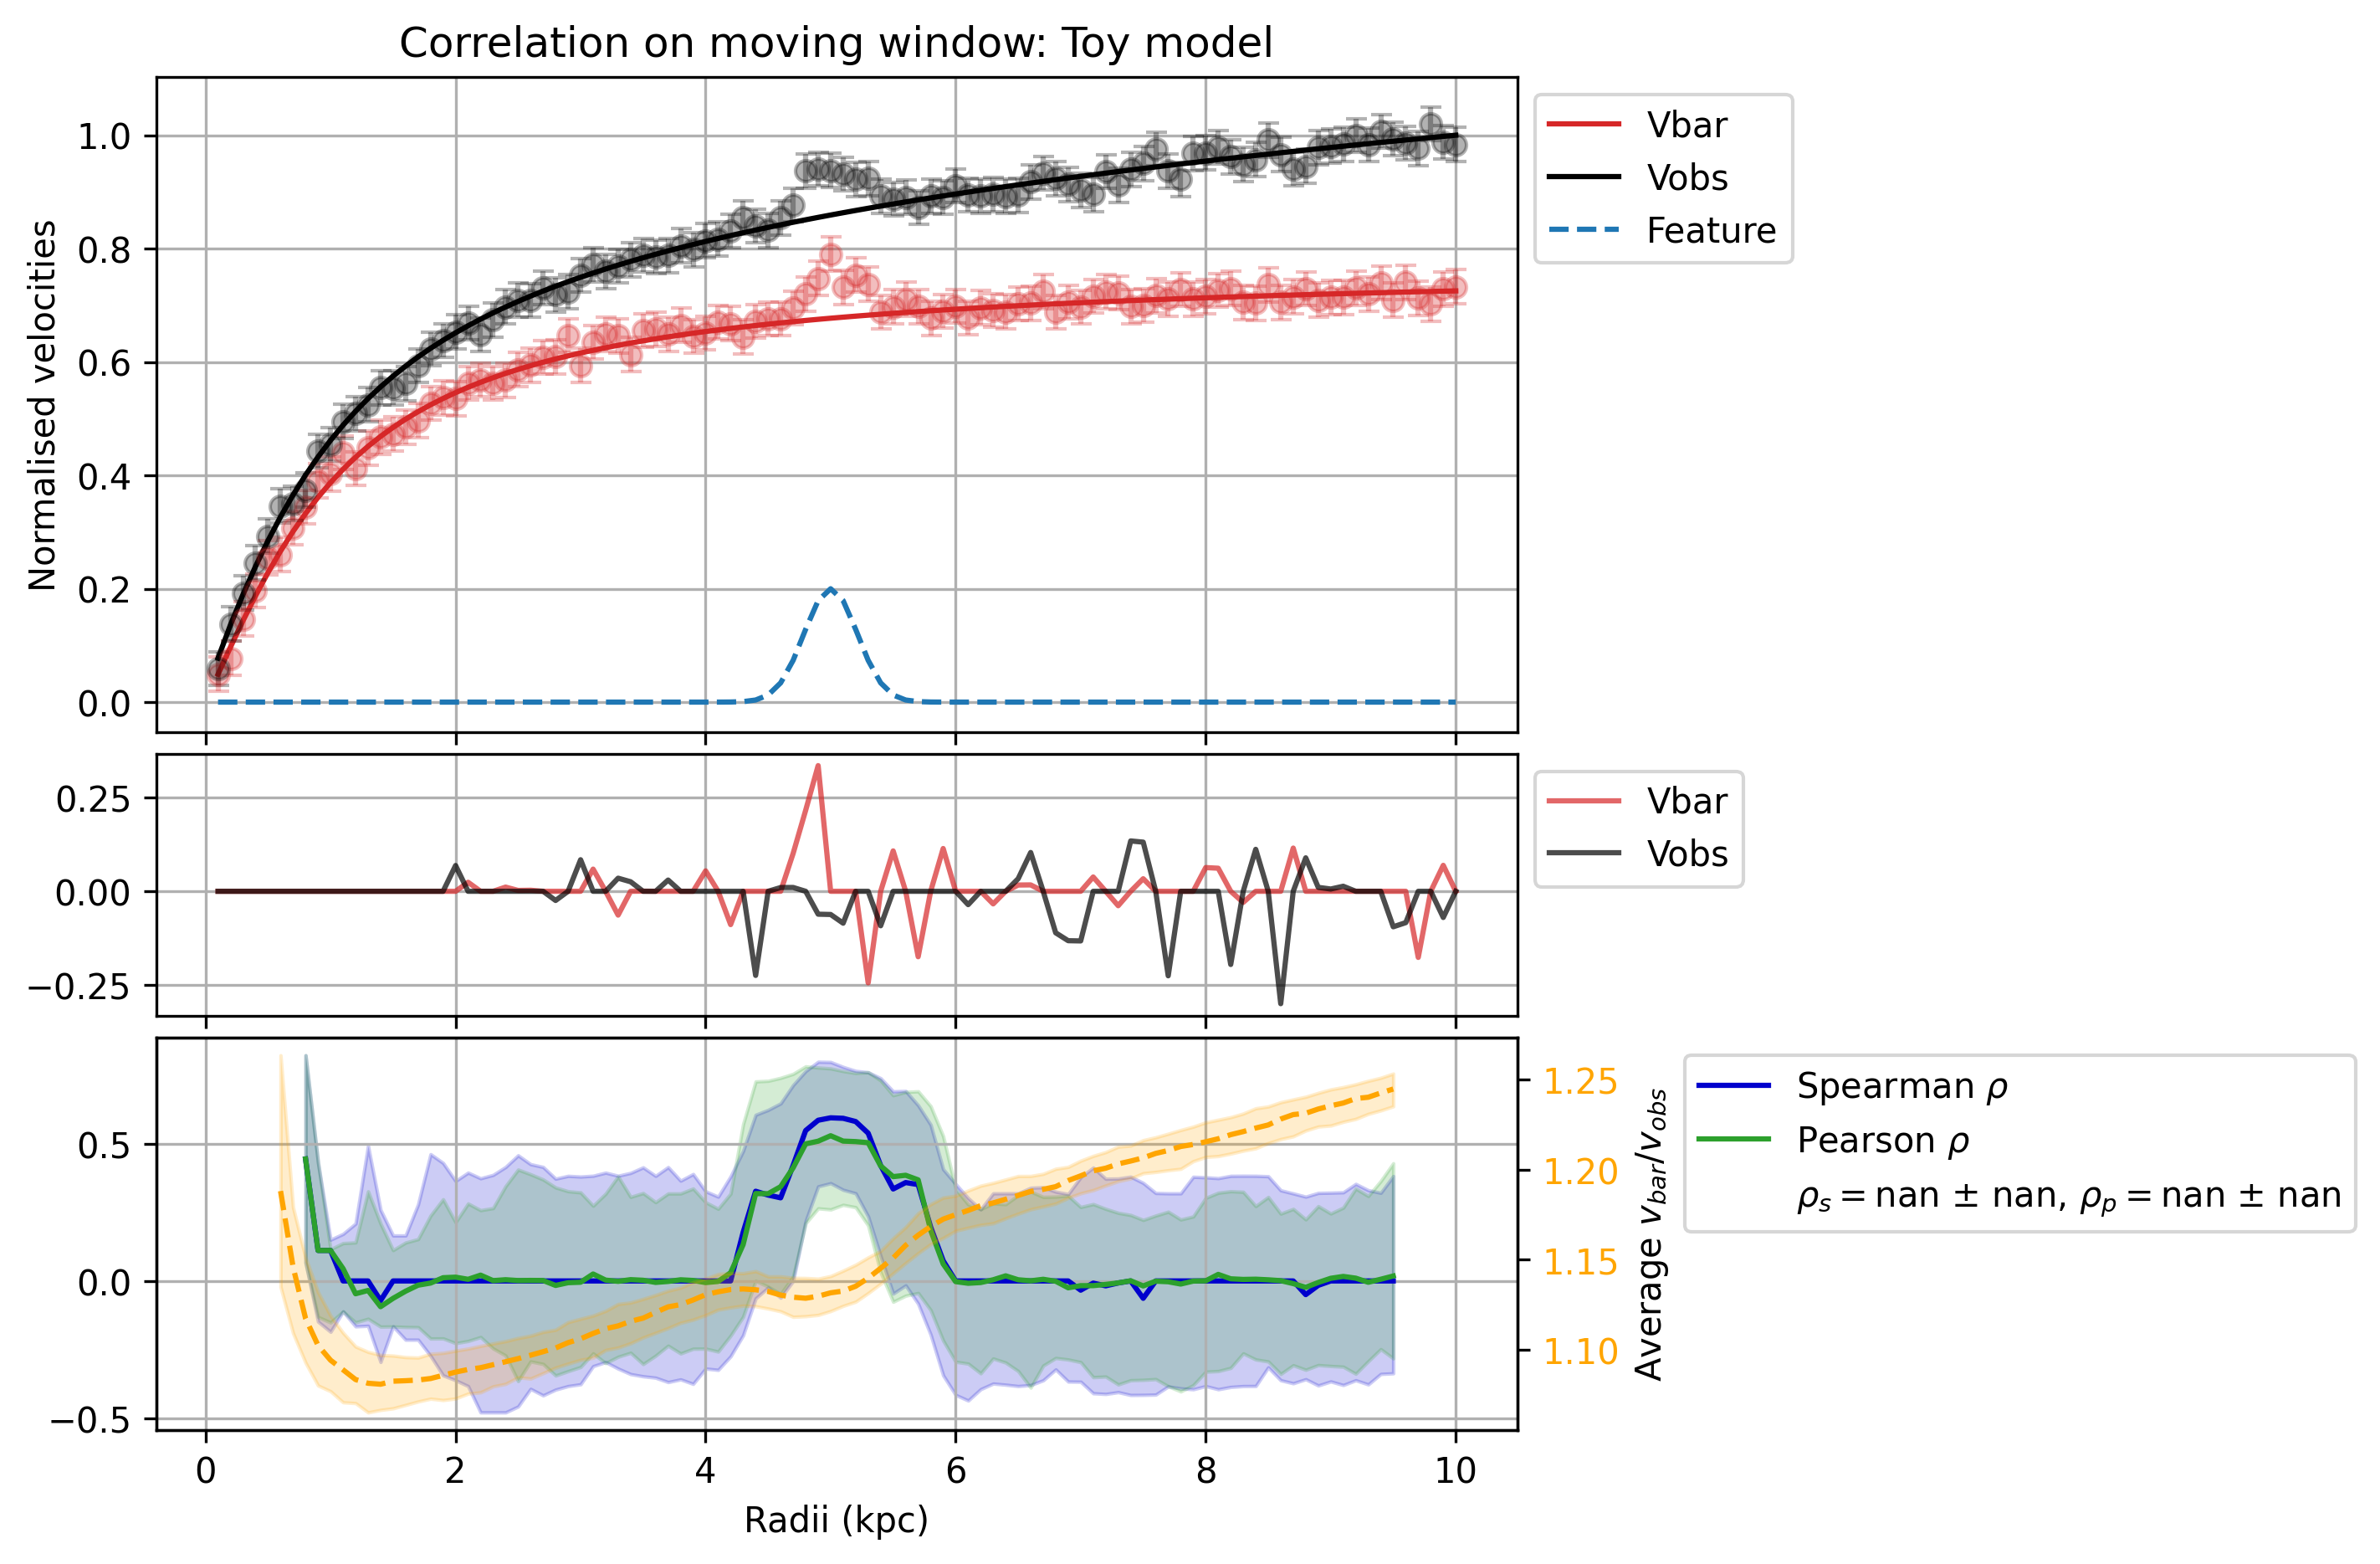 Correlation on moving window: Toy model
Normalised velocities
1.0
0.8
0.6
0.4
0.2
0.0
Vbar
Vobs
Feature
0.25
0.00
−0.25
Vbar
Vobs
0.5
0.0
−0.5
0
2
4
6
8
10
Radii (kpc)
1.25
1.20
1.15
1.10
Average v_bar/v_obs
Spearman ρ
Pearson ρ
ρ_s = nan ± nan, ρ_p = nan ± nan